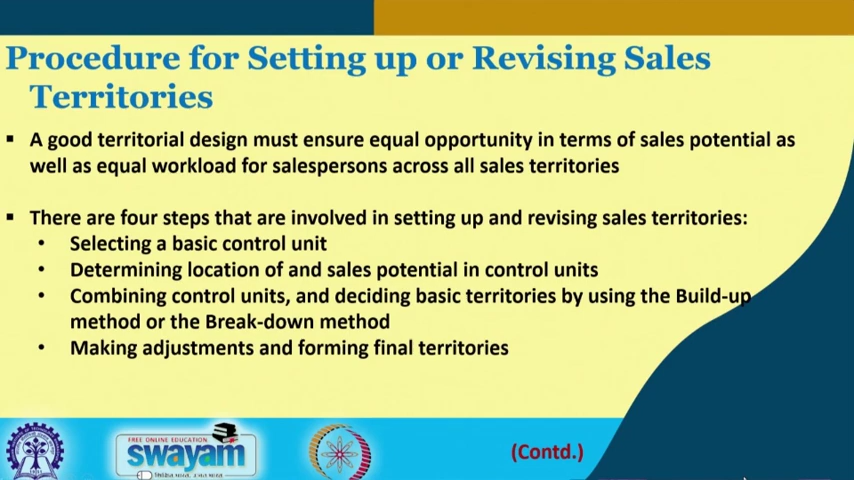 Procedure for Setting up or Revising Sales
Territories
▪ A good territorial design must ensure equal opportunity in terms of sales potential as
well as equal workload for salespersons across all sales territories
▪ There are four steps that are involved in setting up and revising sales territories:
• Selecting a basic control unit
• Determining location of and sales potential in control units
• Combining control units, and deciding basic territories by using the Build-up
method or the Break-down method
• Making adjustments and forming final territories
FREE ONLINE EDUCATION
swayam
(Contd.)